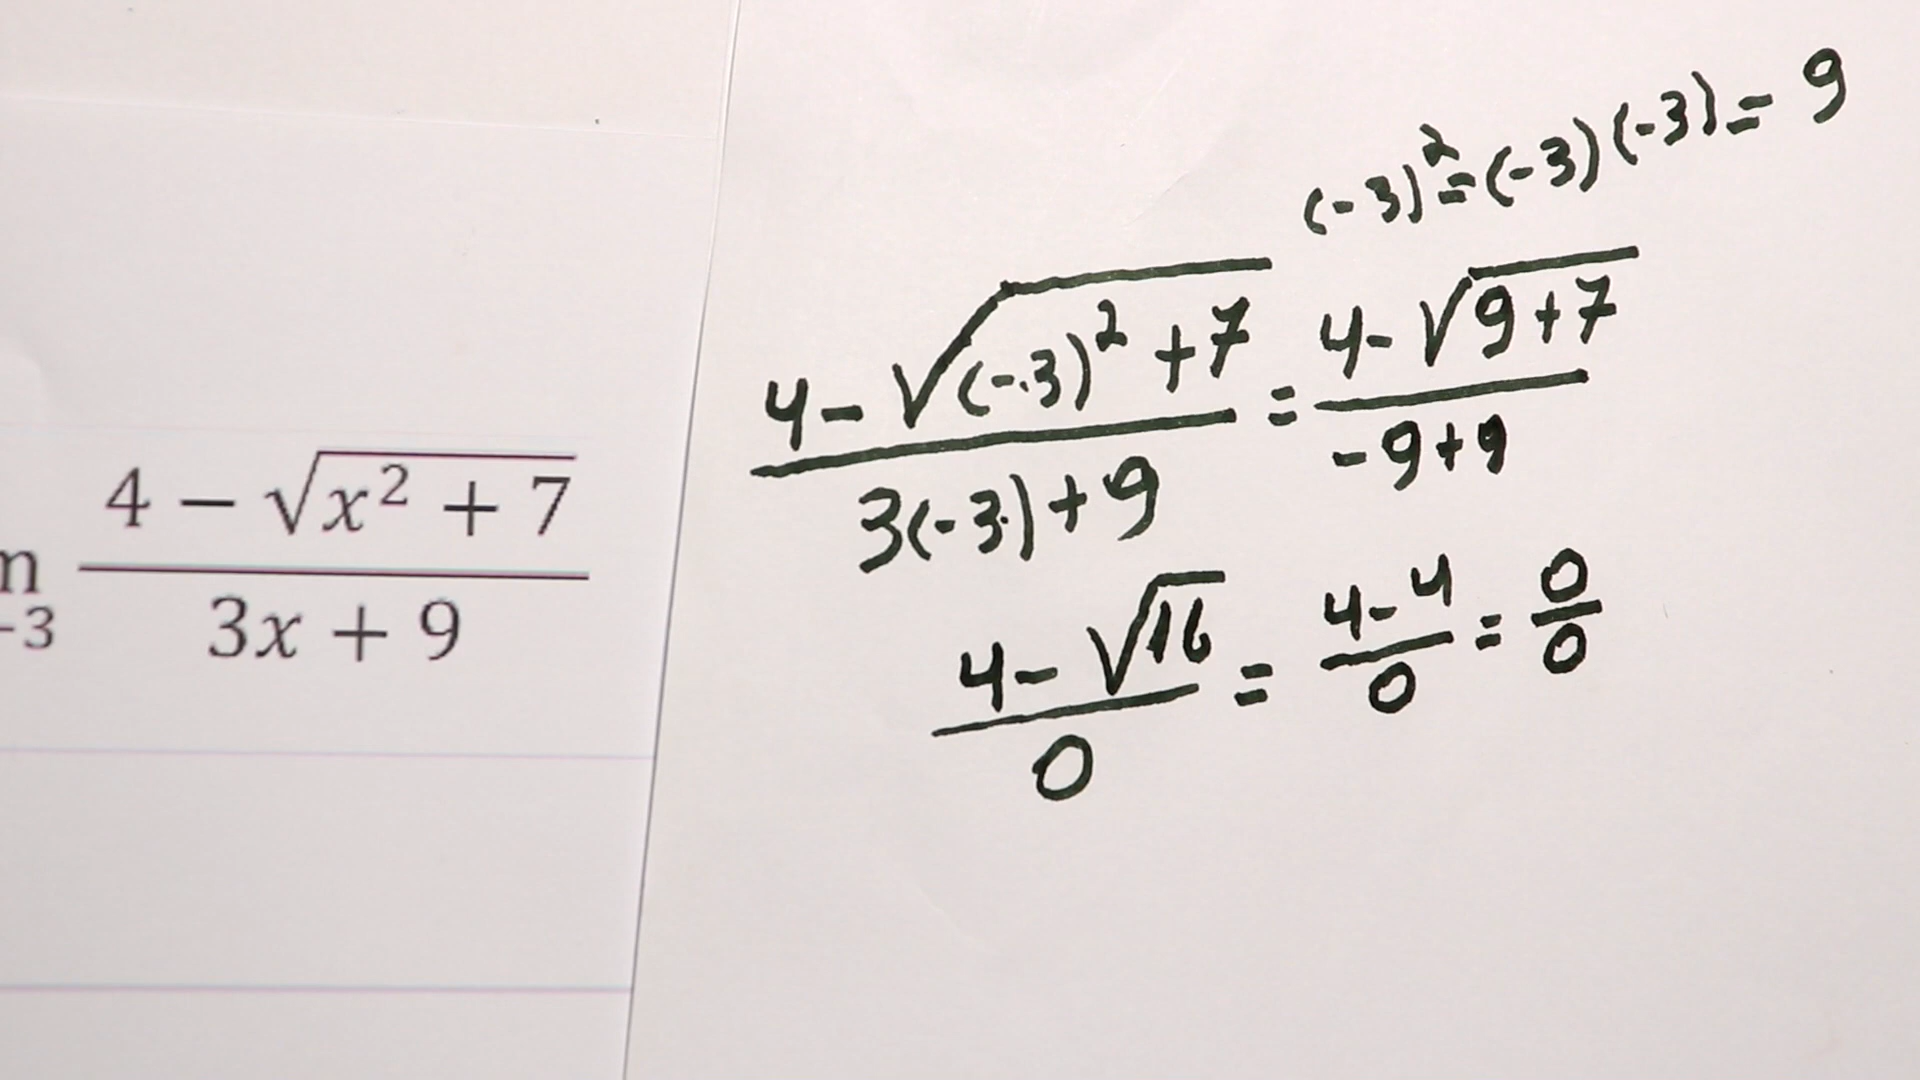 m
-3
4 − √(x² + 7)
3x + 9
(-3)² = (-3)(-3) = 9
4 - √((-3)² + 7) = 4 - √(9 + 7)
3(-3) + 9
-9 + 9
4 - √16 = 4 - 4 = 0
0
0
0